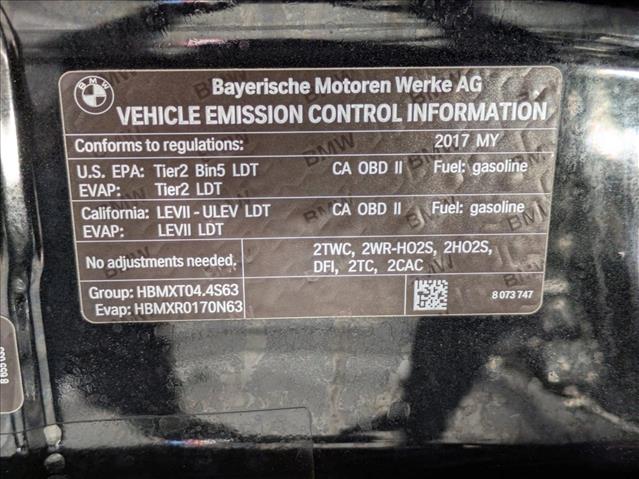 BMW
Bayerische Motoren Werke AG
VEHICLE EMISSION CONTROL INFORMATION
Conforms to regulations: 2017 MY
U.S. EPA: Tier2 Bin5 LDT CA OBD II Fuel: gasoline
EVAP: Tier2 LDT
California: LEVII - ULEV LDT CA OBD II Fuel: gasoline
EVAP: LEVII LDT
No adjustments needed.
2TWC, 2WR-HO2S, 2HO2S,
DFI, 2TC, 2CAC
Group: HBMXT04.4S63
Evap: HBMXR0170N63
8 073 747